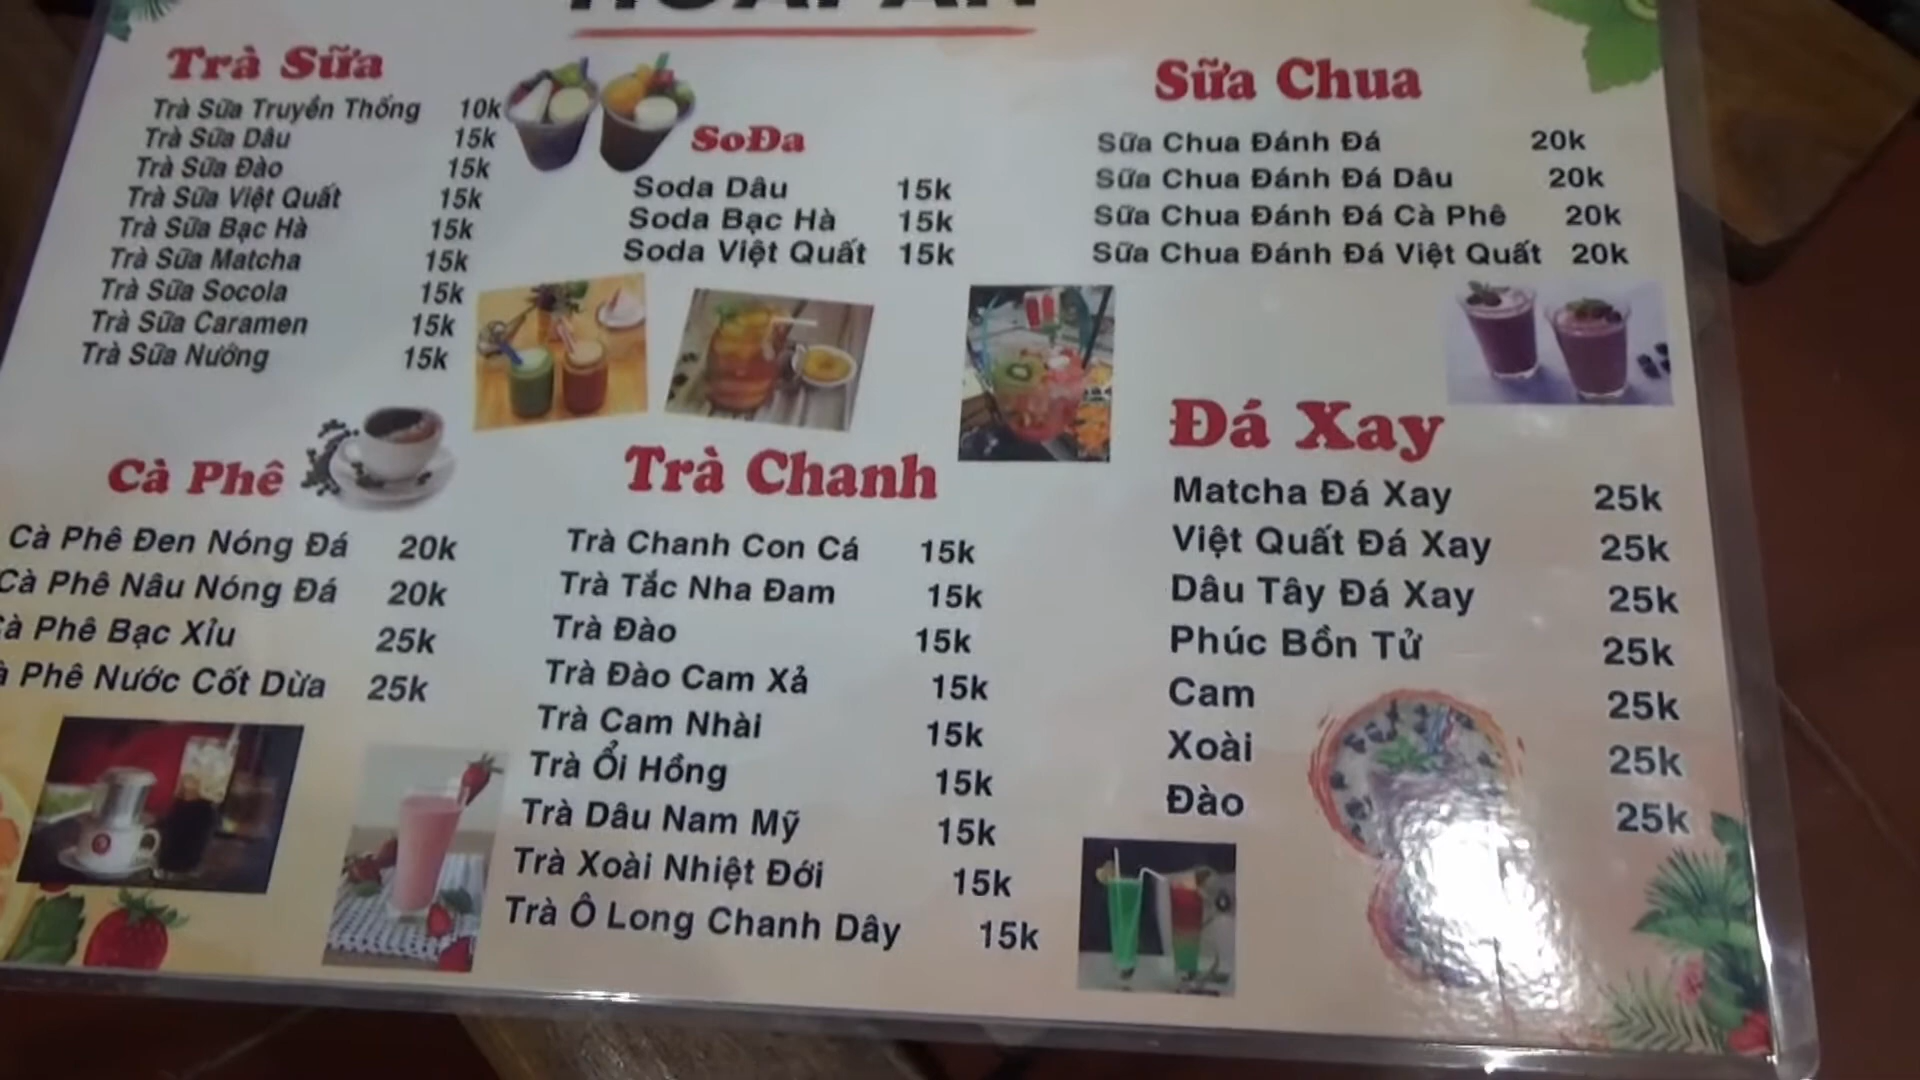 Trà Sữa
Trà Sữa Truyền Thống 10k
Trà Sữa Dâu 15k
Trà Sữa Đào 15k
Trà Sữa Việt Quất 15k
Trà Sữa Bạc Hà 15k
Trà Sữa Matcha 15k
Trà Sữa Socola 15k
Trà Sữa Caramen 15k
Trà Sữa Nướng 15k
SoĐa
Soda Dâu 15k
Soda Bạc Hà 15k
Soda Việt Quất 15k
Sữa Chua
Sữa Chua Đánh Đá 20k
Sữa Chua Đánh Đá Dâu 20k
Sữa Chua Đánh Đá Cà Phê 20k
Sữa Chua Đánh Đá Việt Quất 20k
Cà Phê
Cà Phê Đen Nóng Đá 20k
Cà Phê Nâu Nóng Đá 20k
Phê Bạc Xỉu 25k
Phê Nước Cốt Dừa 25k
Trà Chanh
Trà Chanh Con Cá 15k
Trà Tắc Nha Đam 15k
Trà Đào 15k
Trà Đào Cam Xả 15k
Trà Cam Nhài 15k
Trà Ổi Hồng 15k
Trà Dâu Nam Mỹ 15k
Trà Xoài Nhiệt Đới 15k
Trà Ô Long Chanh Dây 15k
Đá Xay
Matcha Đá Xay 25k
Việt Quất Đá Xay 25k
Dâu Tây Đá Xay 25k
Phúc Bồn Tử 25k
Cam 25k
Xoài 25k
Đào 25k